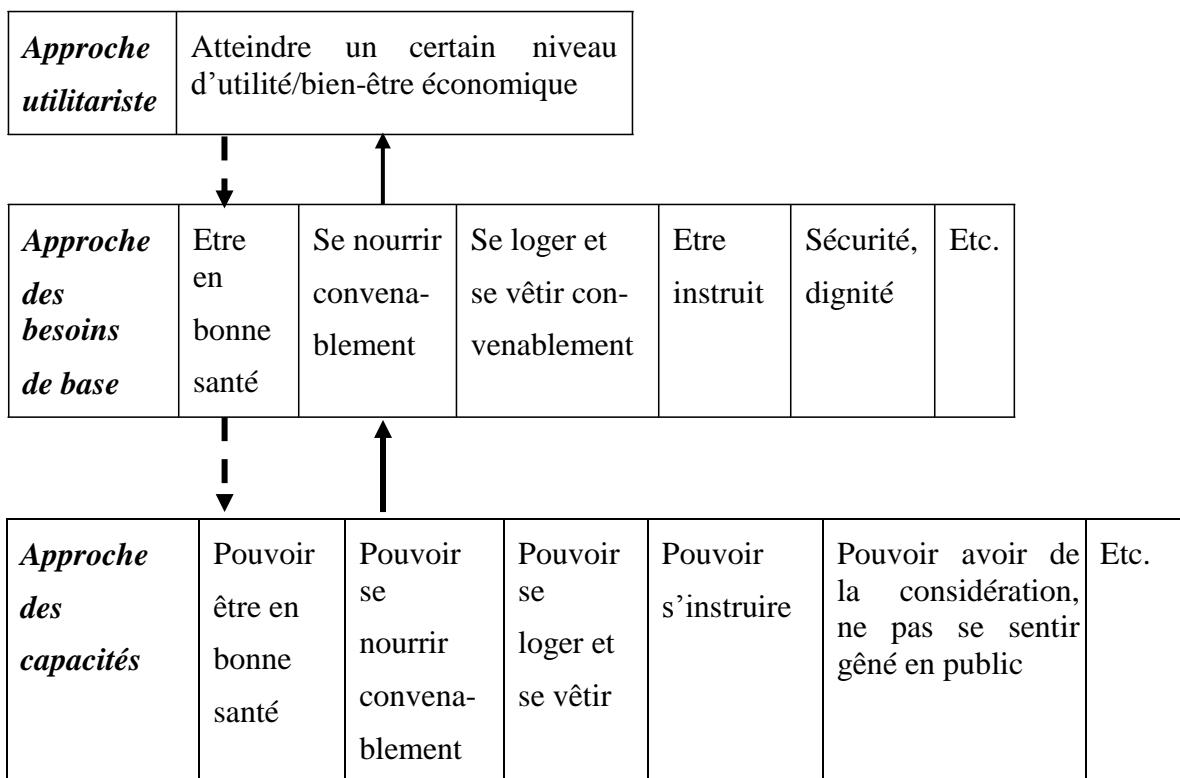 Approche
utilitariste
Atteindre un certain niveau
d’utilité/bien-être économique
Approche
des
besoins
de base
Etre
en
bonne
santé
Se nourrir
convena-
blement
Se loger et
se vêtir con-
venablement
Etre
instruit
Sécurité,
dignité
Etc.
Approche
des
capacités
Pouvoir
être en
bonne
santé
Pouvoir
se
nourrir
convena-
blement
Pouvoir
se
loger et
se vêtir
Pouvoir
s’instruire
Pouvoir avoir de
la considération,
ne pas se sentir
gêné en public
Etc.